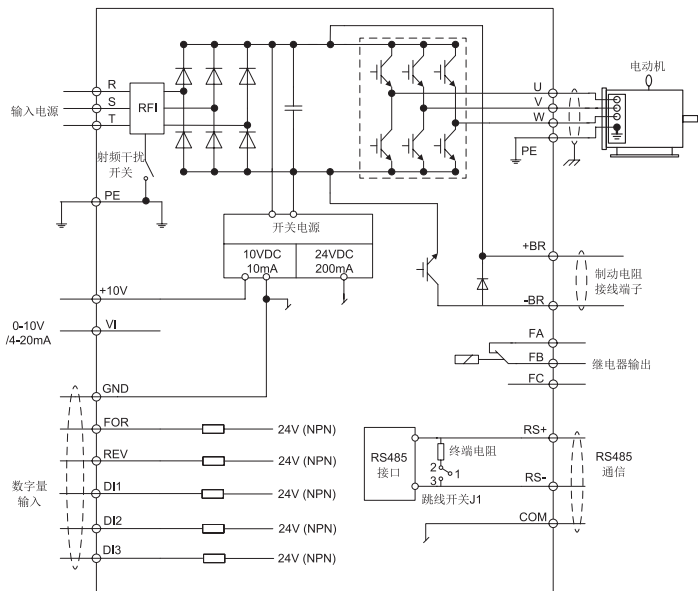 电动机
R
S
T
RFI
输入电源
U
V
W
PE
射频干扰
开关
PE
开关电源
10VDC
10mA
24VDC
200mA
+BR
-BR
制动电阻
接线端子
+10V
0-10V
/4-20mA
VI
FA
FB
FC
继电器输出
GND
FOR
24V (NPN)
REV
24V (NPN)
数字量
输入
DI1
24V (NPN)
DI2
24V (NPN)
DI3
24V (NPN)
RS485
接口
终端电阻
2
1
3
跳线开关J1
RS+
RS-
COM
RS485
通信